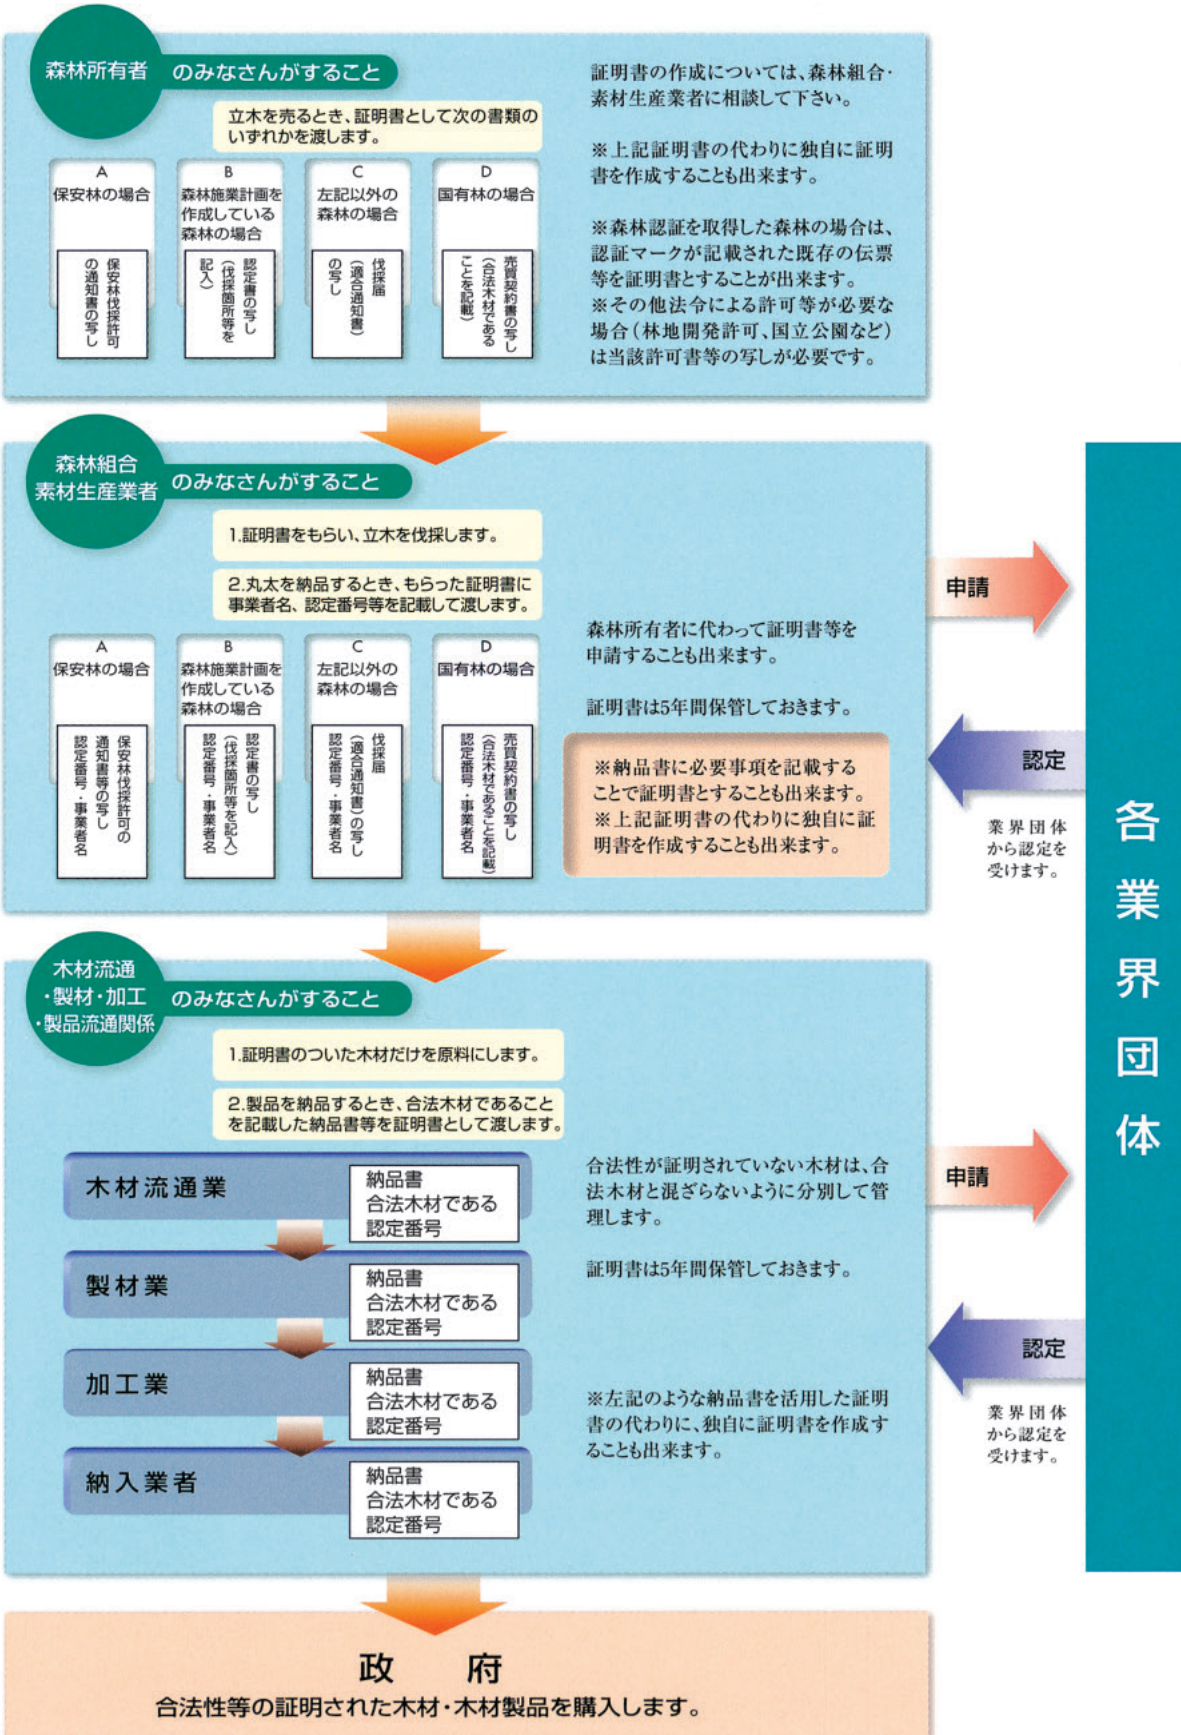 森林所有者 のみなさんがすること
立木を売るとき、証明書として次の書類の
いずれかを渡します。
A
保安林の場合
保安林伐採許可
の通知書の写し
B
森林施業計画を
作成している
森林の場合
認定書の写し
(伐採箇所等を
記入)
C
左記以外の
森林の場合
伐採届
(適合通知書)
の写し
D
国有林の場合
売買契約書の写し
(合法木材である
ことを記載)
証明書の作成については、森林組合・
素材生産業者に相談して下さい。
※上記証明書の代わりに独自に証明
書を作成することも出来ます。
※森林認証を取得した森林の場合は、
認証マークが記載された既存の伝票
等を証明書とすることが出来ます。
※その他法令による許可等が必要な
場合(林地開発許可、国立公園など)
は当該許可書等の写しが必要です。
森林組合
素材生産業者 のみなさんがすること
1.証明書をもらい、立木を伐採します。
2.丸太を納品するとき、もらった証明書に
事業者名、認定番号等を記載して渡します。
A
保安林の場合
保安林伐採許可の
通知書等の写し
認定番号・事業者名
B
森林施業計画を
作成している
森林の場合
認定書の写し
(伐採箇所等を記入)
認定番号・事業者名
C
左記以外の
森林の場合
伐採届
(適合通知書)の写し
認定番号・事業者名
D
国有林の場合
売買契約書の写し
(合法木材であることを記載)
認定番号・事業者名
森林所有者に代わって証明書等を
申請することも出来ます。
証明書は5年間保管しておきます。
※納品書に必要事項を記載する
ことで証明書とすることも出来ます。
※上記証明書の代わりに独自に証
明書を作成することも出来ます。
申請
認定
業界団体
から認定を
受けます。
各業界団体
木材流通
・製材・加工
・製品流通関係 のみなさんがすること
1.証明書のついた木材だけを原料にします。
2.製品を納品するとき、合法木材であること
を記載した納品書等を証明書として渡します。
木材流通業
納品書
合法木材である
認定番号
製材業
納品書
合法木材である
認定番号
加工業
納品書
合法木材である
認定番号
納入業者
納品書
合法木材である
認定番号
合法性が証明されていない木材は、合
法木材と混ざらないように分別して管
理します。
証明書は5年間保管しておきます。
※左記のような納品書を活用した証明
書の代わりに、独自に証明書を作成す
ることも出来ます。
申請
認定
業界団体
から認定を
受けます。
政 府
合法性等の証明された木材・木材製品を購入します。